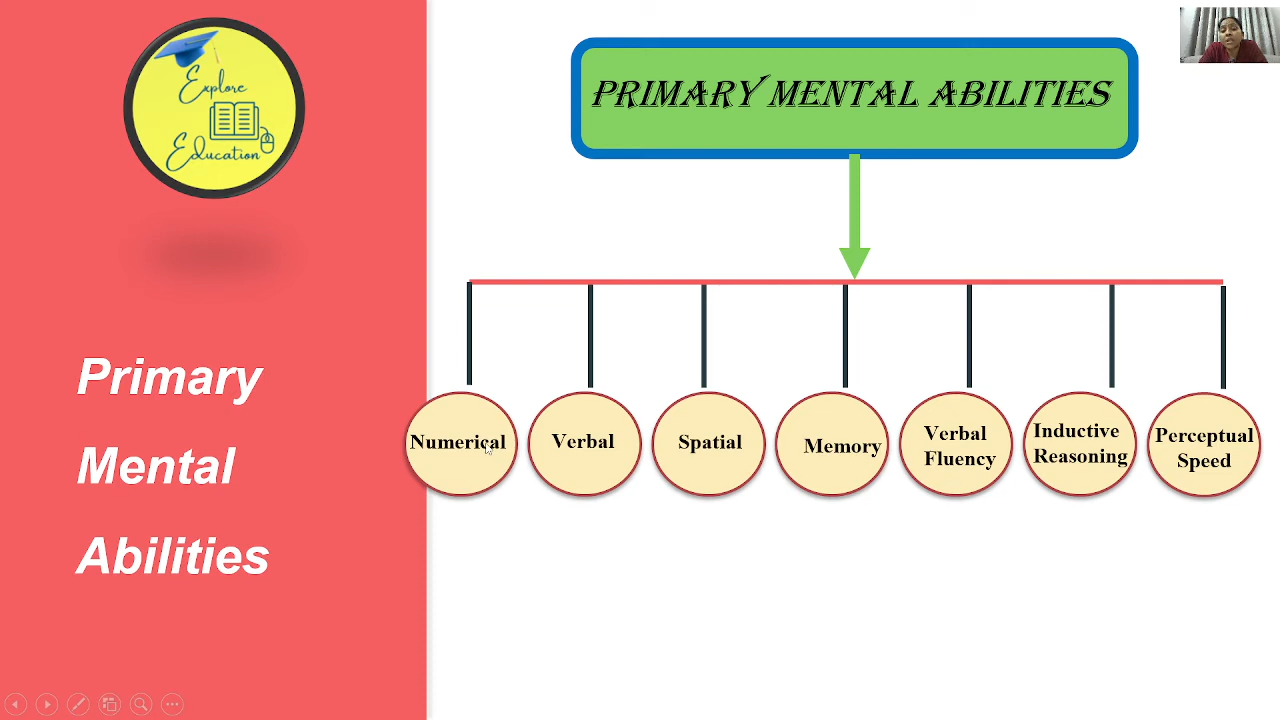 Explore
Education
PRIMARY MENTAL ABILITIES
Primary
Mental
Abilities
Numerical
Verbal
Spatial
Memory
Verbal
Fluency
Inductive
Reasoning
Perceptual
Speed